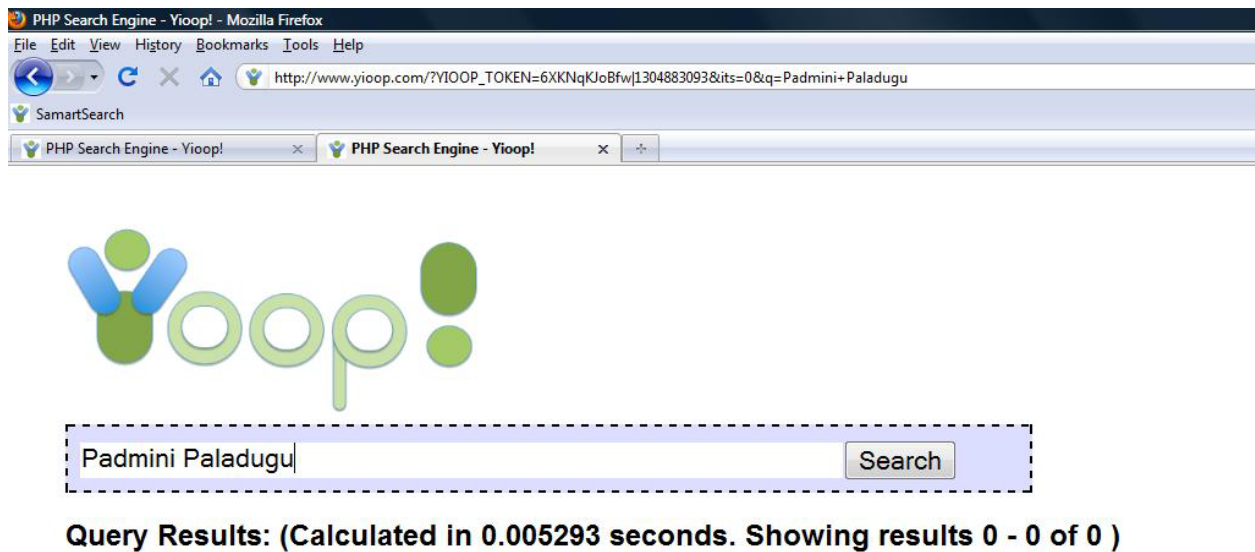 PHP Search Engine - Yioop! - Mozilla Firefox
File Edit View History Bookmarks Tools Help
http://www.yioop.com/?YIOOP_TOKEN=6XKNqKJoBfw|1304883093&its=0&q=Padmini+Paladugu
SamartSearch
PHP Search Engine - Yioop! PHP Search Engine - Yioop!
Yioop!
Padmini Paladugu Search
Query Results: (Calculated in 0.005293 seconds. Showing results 0 - 0 of 0 )